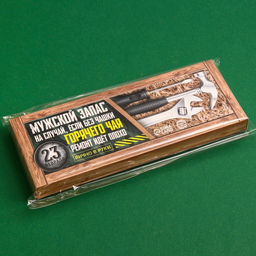 МУЖСКОЙ ЗАПАС
НА СЛУЧАЙ, ЕСЛИ БЕЗ ЧАШКИ
ГОРЯЧЕГО ЧАЯ
РЕМОНТ ИДЁТ ПЛОХО
23